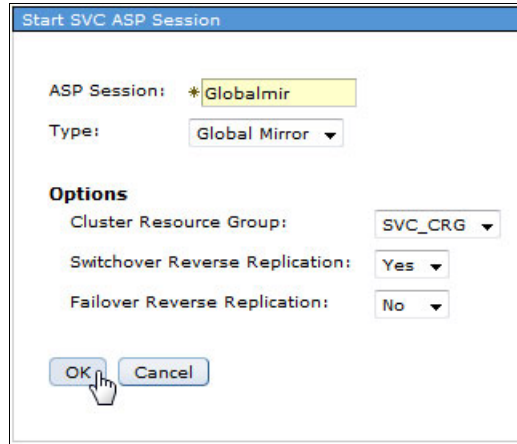 Start SVC ASP Session
ASP Session: *Globalmir
Type: Global Mirror
Options
Cluster Resource Group: SVC_CRG
Switchover Reverse Replication: Yes
Failover Reverse Replication: No
OK Cancel